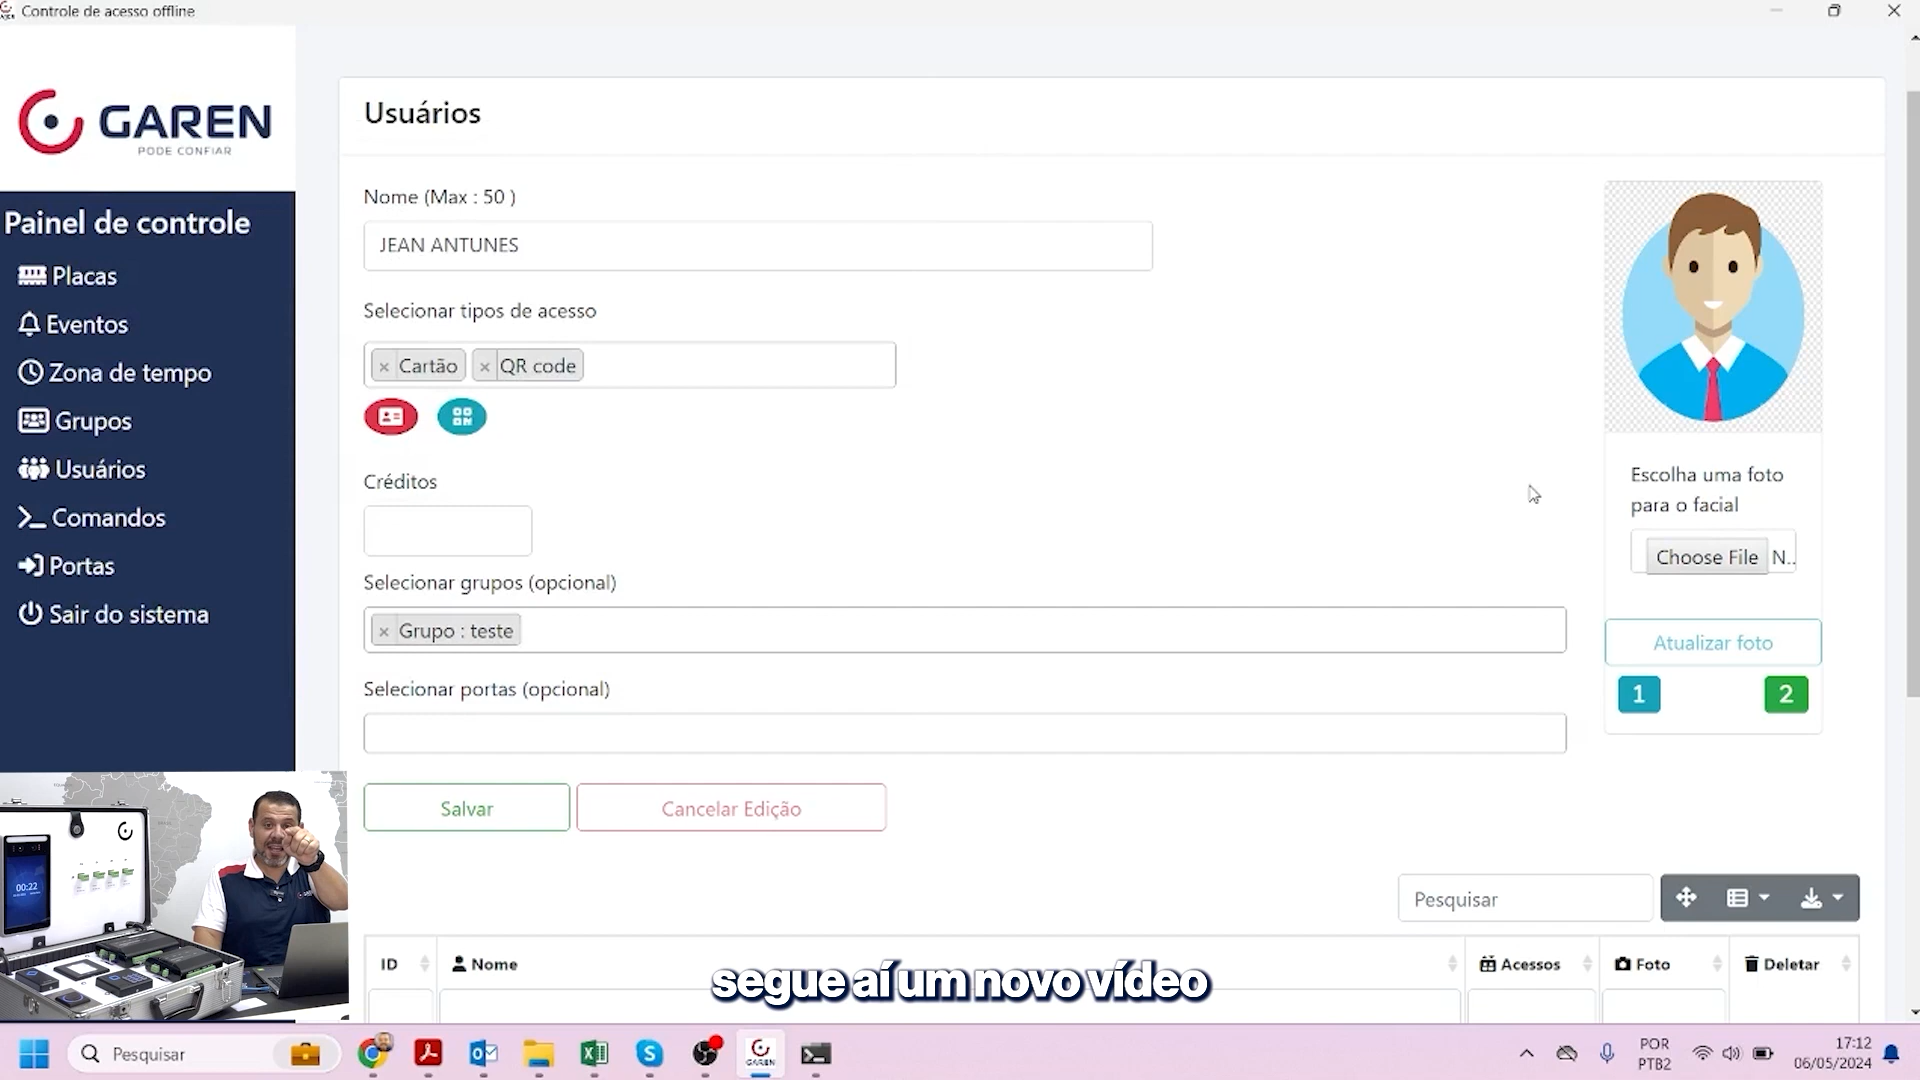 Controle de acesso offline
GAREN
PODE CONFIAR
Painel de controle
Placas
Eventos
Zona de tempo
Grupos
Usuários
Comandos
Portas
Sair do sistema
Usuários
Nome (Max : 50 )
JEAN ANTUNES
Selecionar tipos de acesso
× Cartão × QR code
Créditos
Selecionar grupos (opcional)
× Grupo : teste
Selecionar portas (opcional)
Salvar Cancelar Edição
Escolha uma foto
para o facial
Choose File N..
Atualizar foto
1 2
Pesquisar
ID Nome Acessos Foto Deletar
00:22
segue aí um novo vídeo
Pesquisar
GAREN
POR
PTB2
17:12
06/05/2024